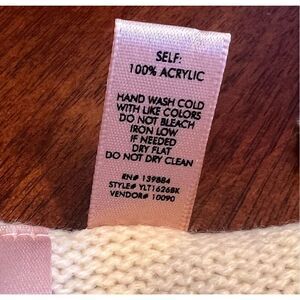 SELF:
100% ACRYLIC
HAND WASH COLD
WITH LIKE COLORS
DO NOT BLEACH
IRON LOW
IF NEEDED
DRY FLAT
DO NOT DRY CLEAN
RN# 139884
STYLE# YLT1626BK
VENDOR# 10090